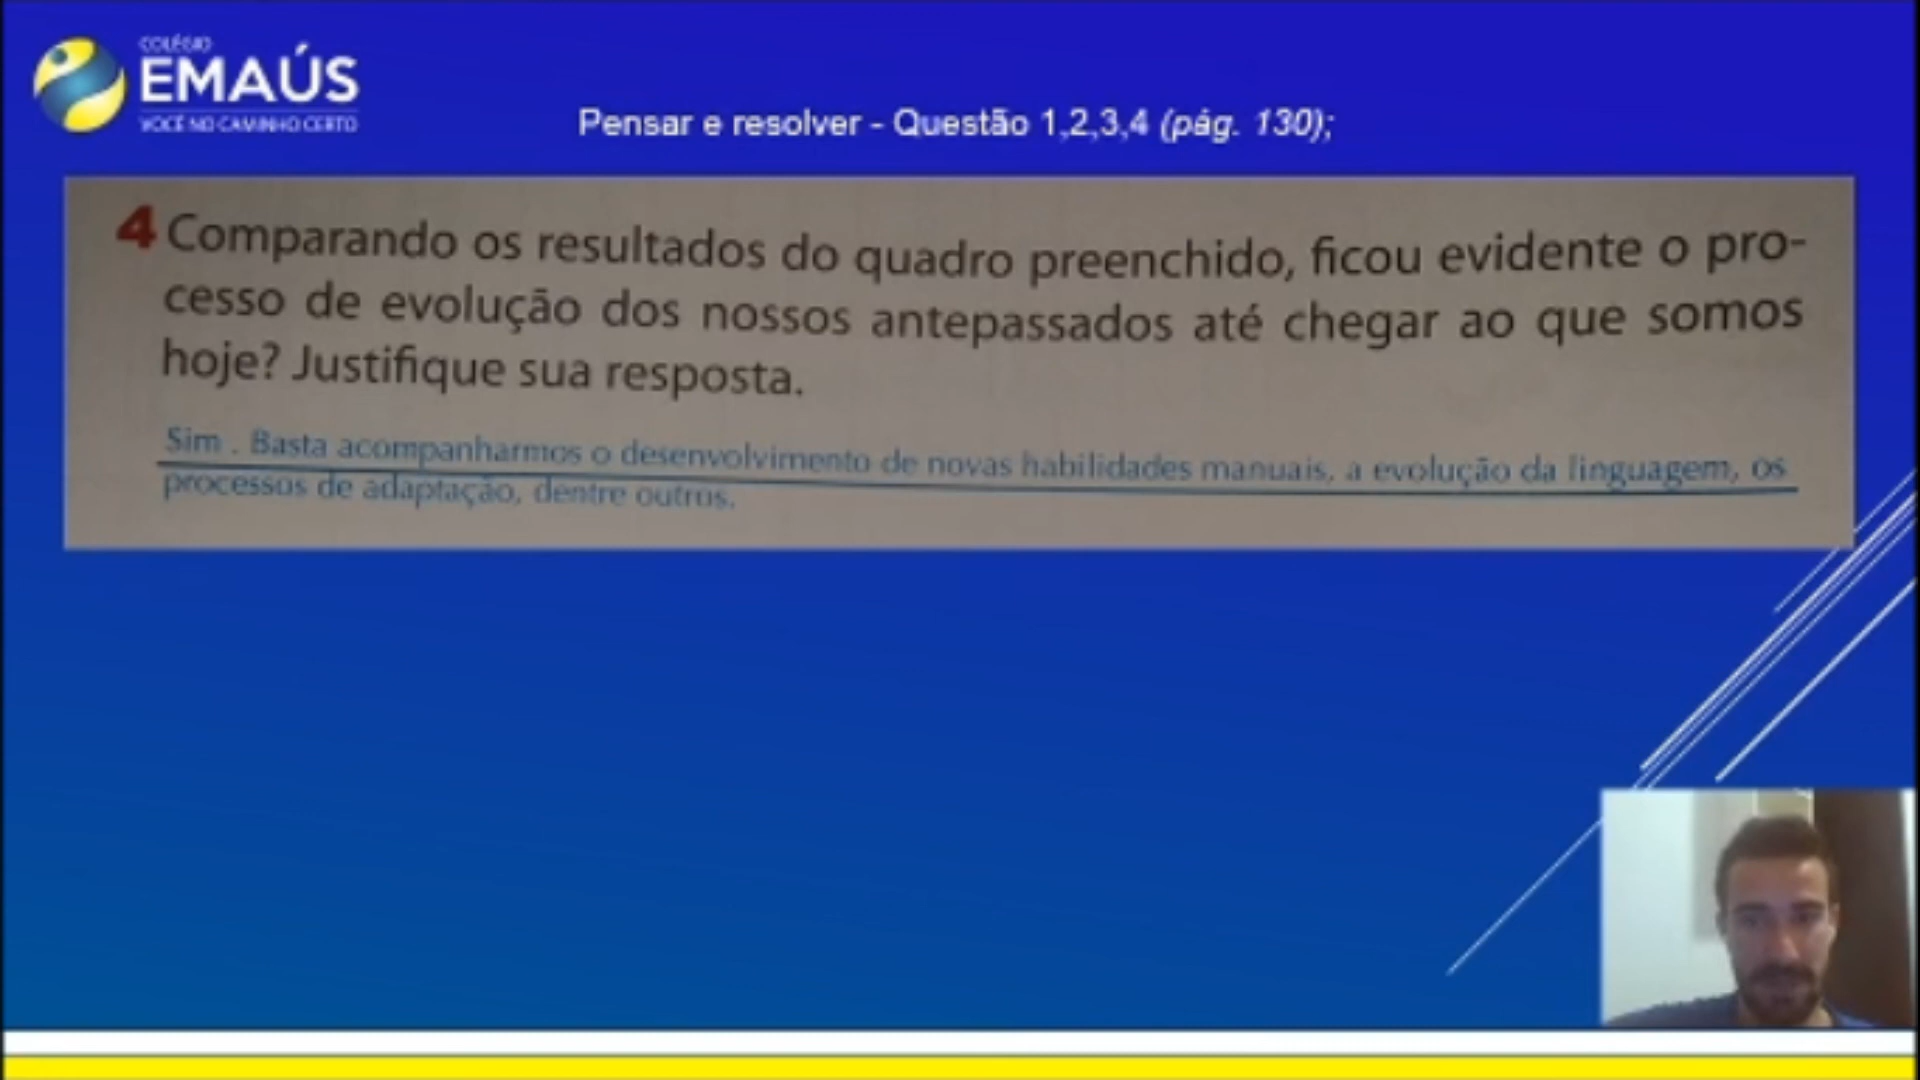 COLÉGIO
EMAÚS
VOCÊ NO CAMINHO CERTO
Pensar e resolver - Questão 1,2,3,4 (pág. 130);
4 Comparando os resultados do quadro preenchido, ficou evidente o pro-
cesso de evolução dos nossos antepassados até chegar ao que somos
hoje? Justifique sua resposta.
Sim . Basta acompanharmos o desenvolvimento de novas habilidades manuais, a evolução da linguagem, os
processos de adaptação, dentre outros.